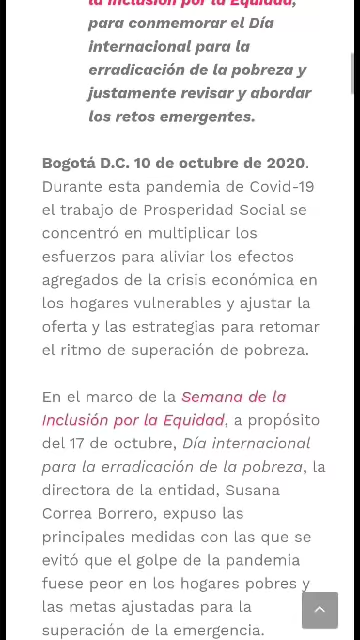 la Inclusión por la Equidad,
para conmemorar el Día
internacional para la
erradicación de la pobreza y
justamente revisar y abordar
los retos emergentes.
Bogotá D.C. 10 de octubre de 2020.
Durante esta pandemia de Covid-19
el trabajo de Prosperidad Social se
concentró en multiplicar los
esfuerzos para aliviar los efectos
agregados de la crisis económica en
los hogares vulnerables y ajustar la
oferta y las estrategias para retomar
el ritmo de superación de pobreza.
En el marco de la Semana de la
Inclusión por la Equidad, a propósito
del 17 de octubre, Día internacional
para la erradicación de la pobreza, la
directora de la entidad, Susana
Correa Borrero, expuso las
principales medidas con las que se
evitó que el golpe de la pandemia
fuese peor en los hogares pobres y
las metas ajustadas para la
superación de la emergencia.